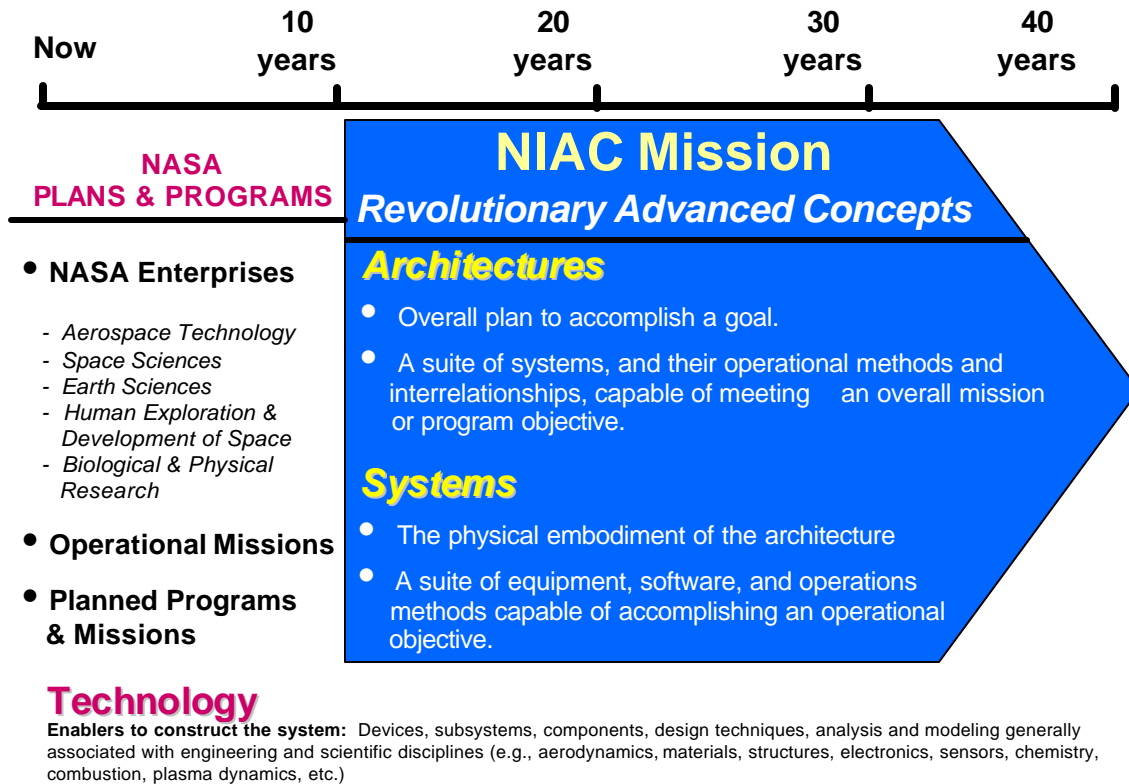 Now
10
years
20
years
30
years
40
years
NASA
PLANS & PROGRAMS
• NASA Enterprises
- Aerospace Technology
- Space Sciences
- Earth Sciences
- Human Exploration &
Development of Space
- Biological & Physical
Research
• Operational Missions
• Planned Programs
& Missions
NIAC Mission
Revolutionary Advanced Concepts
Architectures
• Overall plan to accomplish a goal.
• A suite of systems, and their operational methods and
interrelationships, capable of meeting an overall mission
or program objective.
Systems
• The physical embodiment of the architecture
• A suite of equipment, software, and operations
methods capable of accomplishing an operational
objective.
Technology
Enablers to construct the system: Devices, subsystems, components, design techniques, analysis and modeling generally
associated with engineering and scientific disciplines (e.g., aerodynamics, materials, structures, electronics, sensors, chemistry,
combustion, plasma dynamics, etc.)